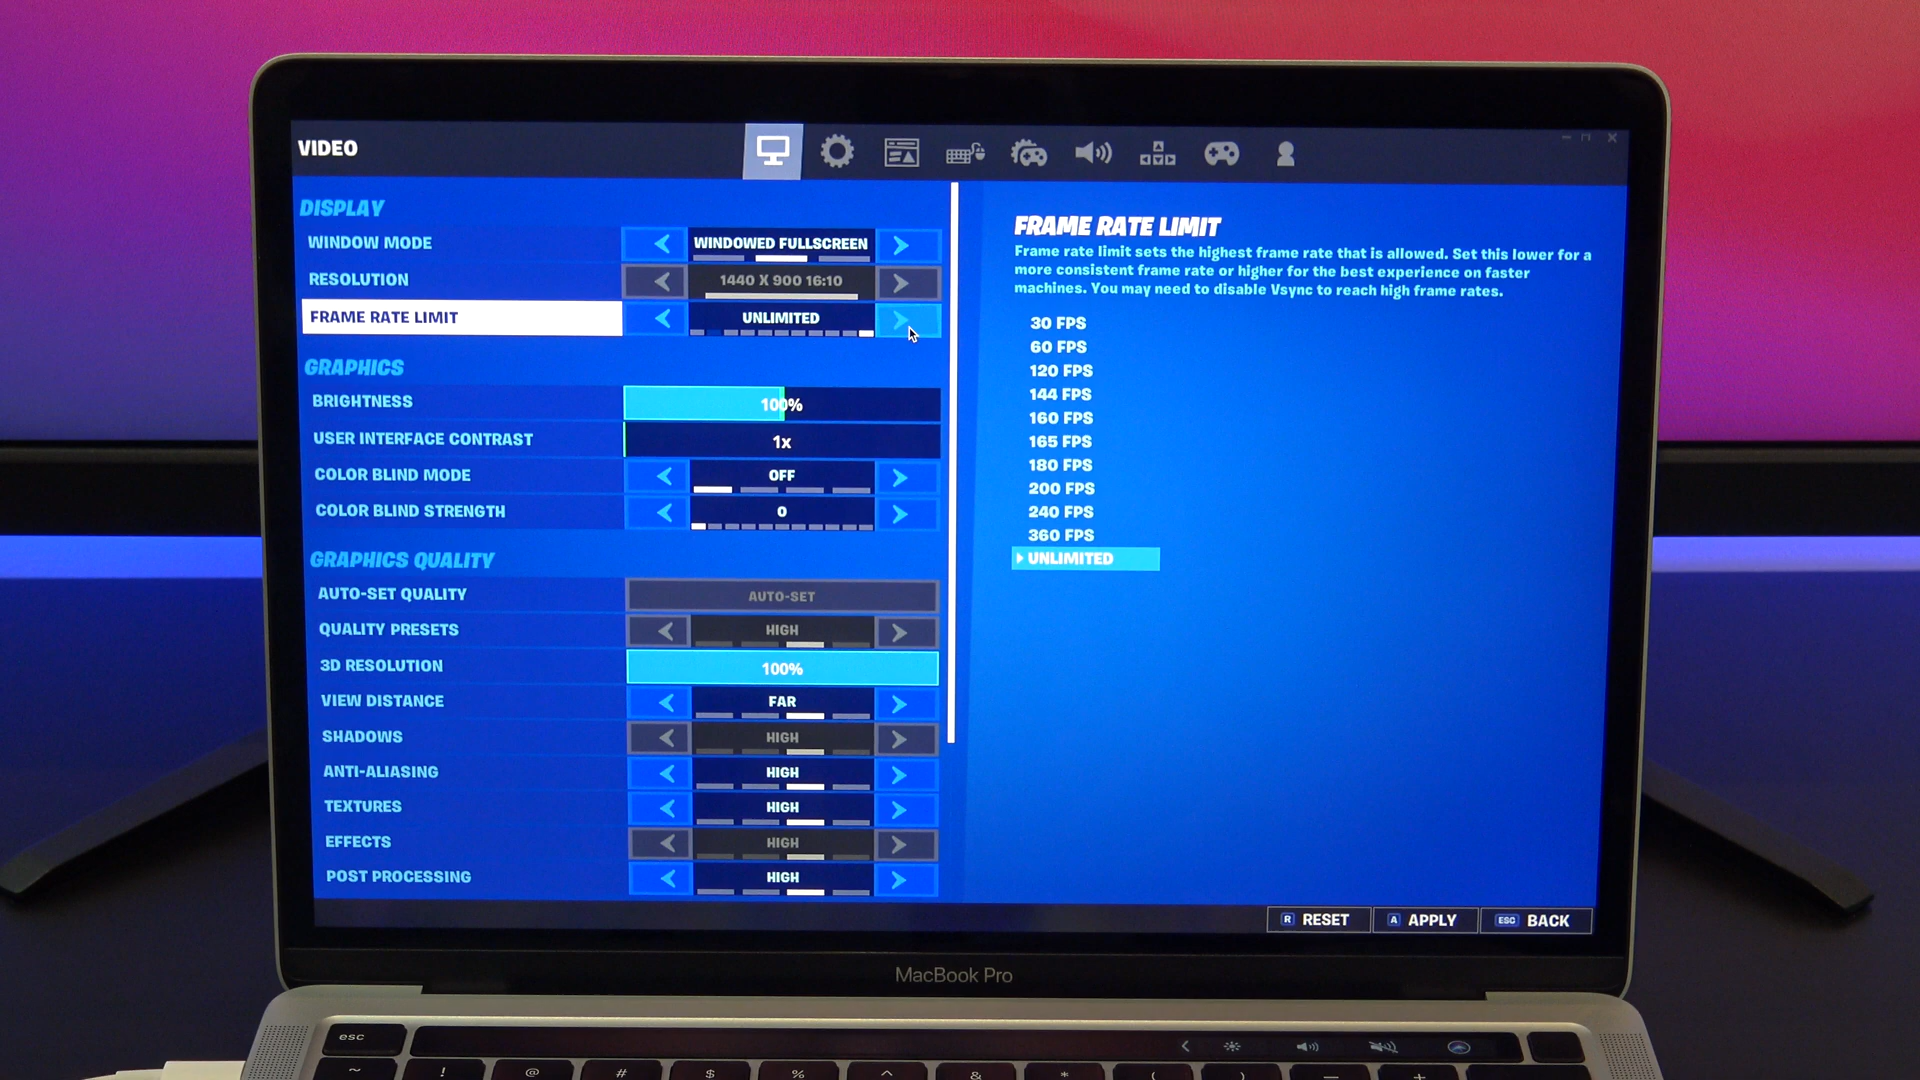 VIDEO
DISPLAY
WINDOW MODE
WINDOWED FULLSCREEN
RESOLUTION
1440 X 900 16:10
FRAME RATE LIMIT
UNLIMITED
GRAPHICS
BRIGHTNESS
100%
USER INTERFACE CONTRAST
1x
COLOR BLIND MODE
OFF
COLOR BLIND STRENGTH
0
GRAPHICS QUALITY
AUTO-SET QUALITY
AUTO-SET
QUALITY PRESETS
HIGH
3D RESOLUTION
100%
VIEW DISTANCE
FAR
SHADOWS
HIGH
ANTI-ALIASING
HIGH
TEXTURES
HIGH
EFFECTS
HIGH
POST PROCESSING
HIGH
FRAME RATE LIMIT
Frame rate limit sets the highest frame rate that is allowed. Set this lower for a
more consistent frame rate or higher for the best experience on faster
machines. You may need to disable Vsync to reach high frame rates.
30 FPS
60 FPS
120 FPS
144 FPS
160 FPS
165 FPS
180 FPS
200 FPS
240 FPS
360 FPS
UNLIMITED
R RESET
A APPLY
ESC BACK
MacBook Pro
esc
~ ! @ # $ % ^ & * ( ) — +